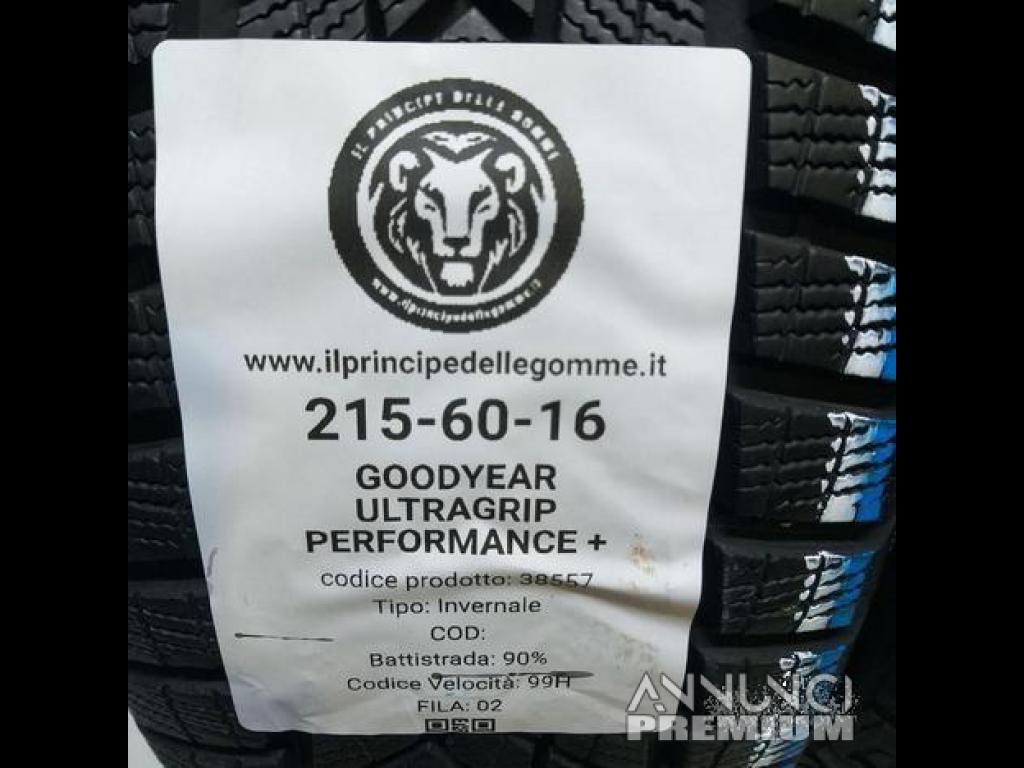 IL PRINCIPE DELLE GOMME
www.ilprincipedellegomme.it
www.ilprincipedellegomme.it
215-60-16
GOODYEAR
ULTRAGRIP
PERFORMANCE +
codice prodotto: 38557
Tipo: Invernale
COD:
Battistrada: 90%
Codice Velocità: 99H
FILA: 02
ANNUNCI
PREMIUM